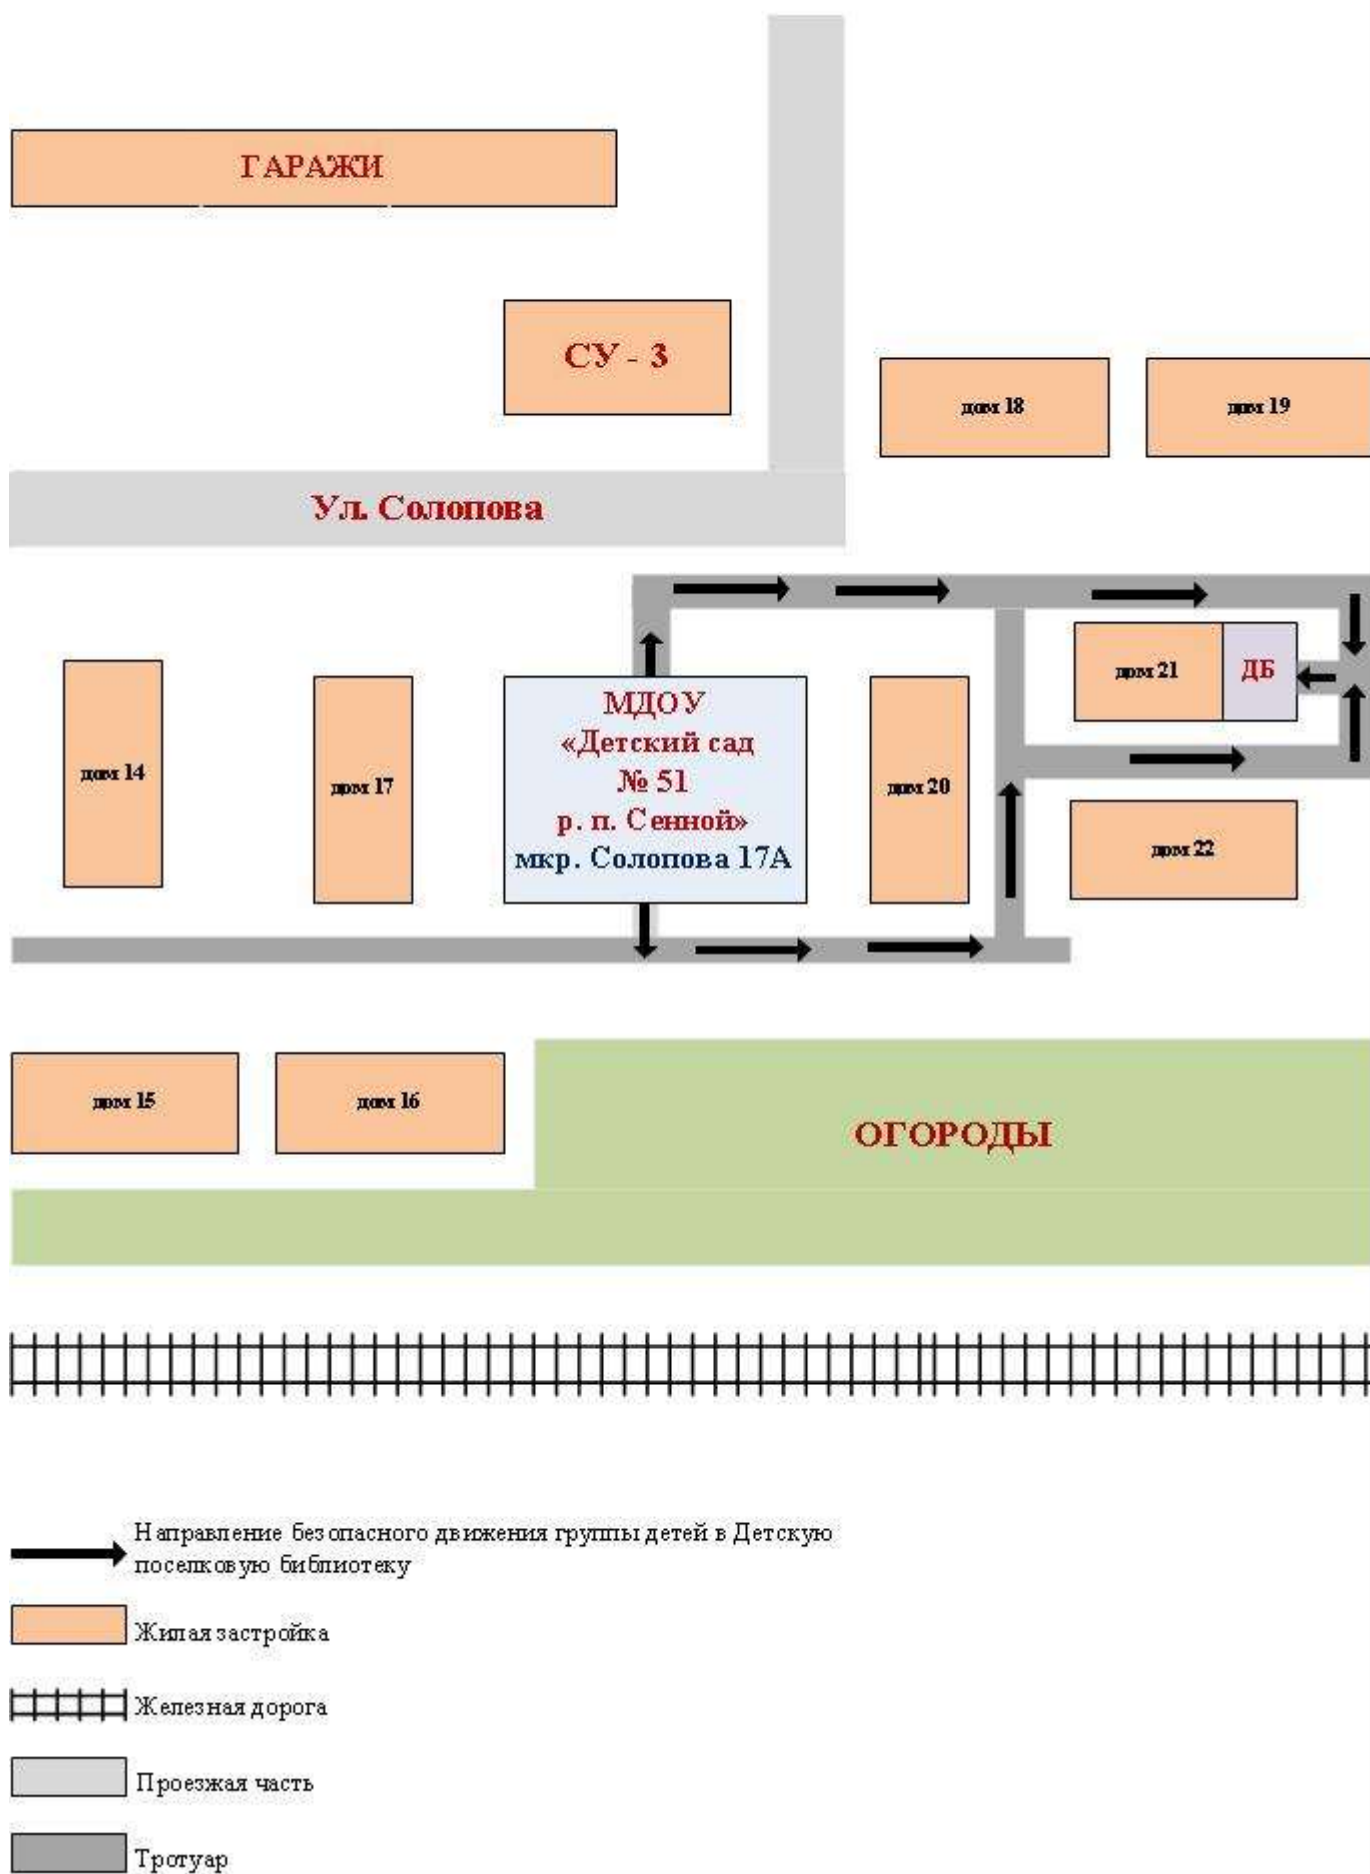 ГАРАЖИ
СУ - 3
дом 18
дом 19
Ул. Солопова
дом 21
ДБ
МДОУ
«Детский сад
№ 51
р. п. Сенной»
мкр. Солопова 17А
дом 14
дом 17
дом 20
дом 22
дом 15
дом 16
ОГОРОДЫ
Направление безопасного движения группы детей в Детскую
поселковую библиотеку
Жилая застройка
Железная дорога
Проезжая часть
Тротуар